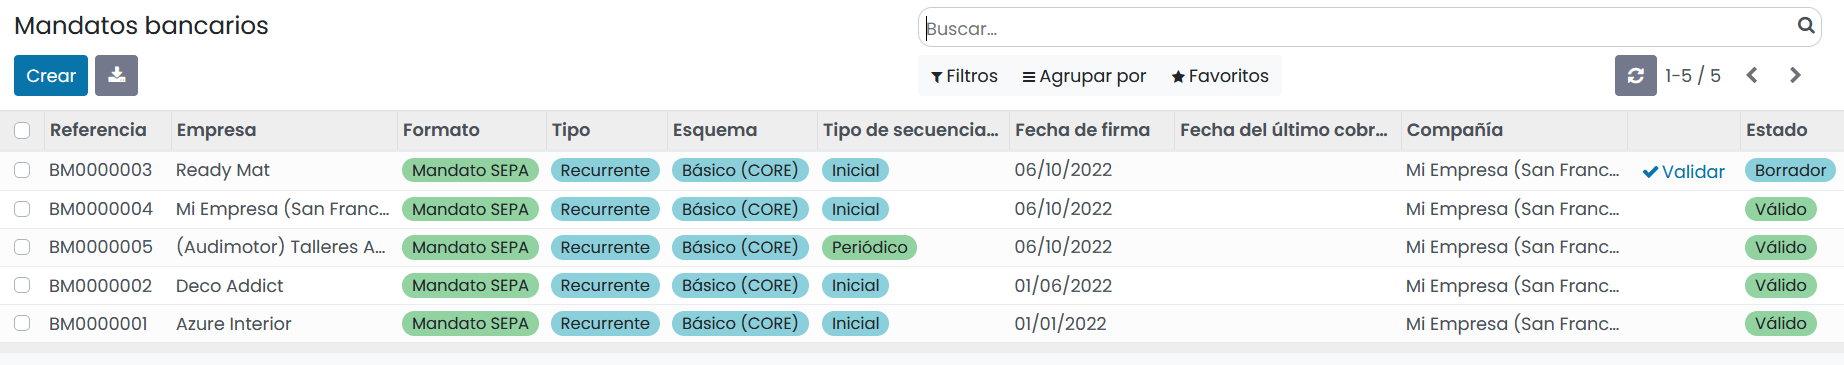 Mandatos bancarios
Buscar...
Crear
Filtros Agrupar por Favoritos 1-5 / 5
Referencia Empresa Formato Tipo Esquema Tipo de secuencia... Fecha de firma Fecha del último cobr... Compañía Estado
BM0000003 Ready Mat Mandato SEPA Recurrente Básico (CORE) Inicial 06/10/2022 Mi Empresa (San Franc... Validar Borrador
BM0000004 Mi Empresa (San Franc... Mandato SEPA Recurrente Básico (CORE) Inicial 06/10/2022 Mi Empresa (San Franc... Válido
BM0000005 (Audimotor) Talleres A... Mandato SEPA Recurrente Básico (CORE) Periódico 06/10/2022 Mi Empresa (San Franc... Válido
BM0000002 Deco Addict Mandato SEPA Recurrente Básico (CORE) Inicial 01/06/2022 Mi Empresa (San Franc... Válido
BM0000001 Azure Interior Mandato SEPA Recurrente Básico (CORE) Inicial 01/01/2022 Mi Empresa (San Franc... Válido